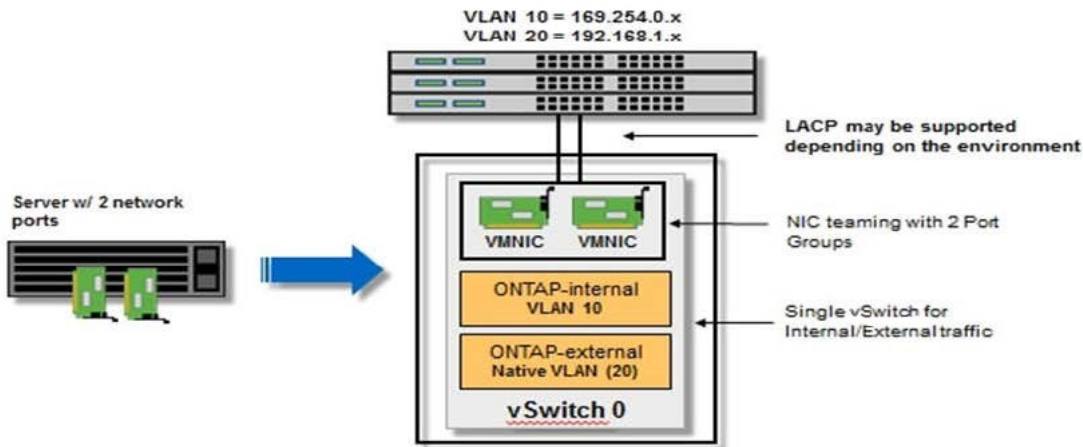 VLAN 10 = 169.254.0.x
VLAN 20 = 192.168.1.x
LACP may be supported
depending on the environment
Server w/ 2 network
ports
VMNIC
VMNIC
NIC teaming with 2 Port
Groups
ONTAP-internal
VLAN 10
Single vSwitch for
Internal/External traffic
ONTAP-external
Native VLAN (20)
vSwitch 0